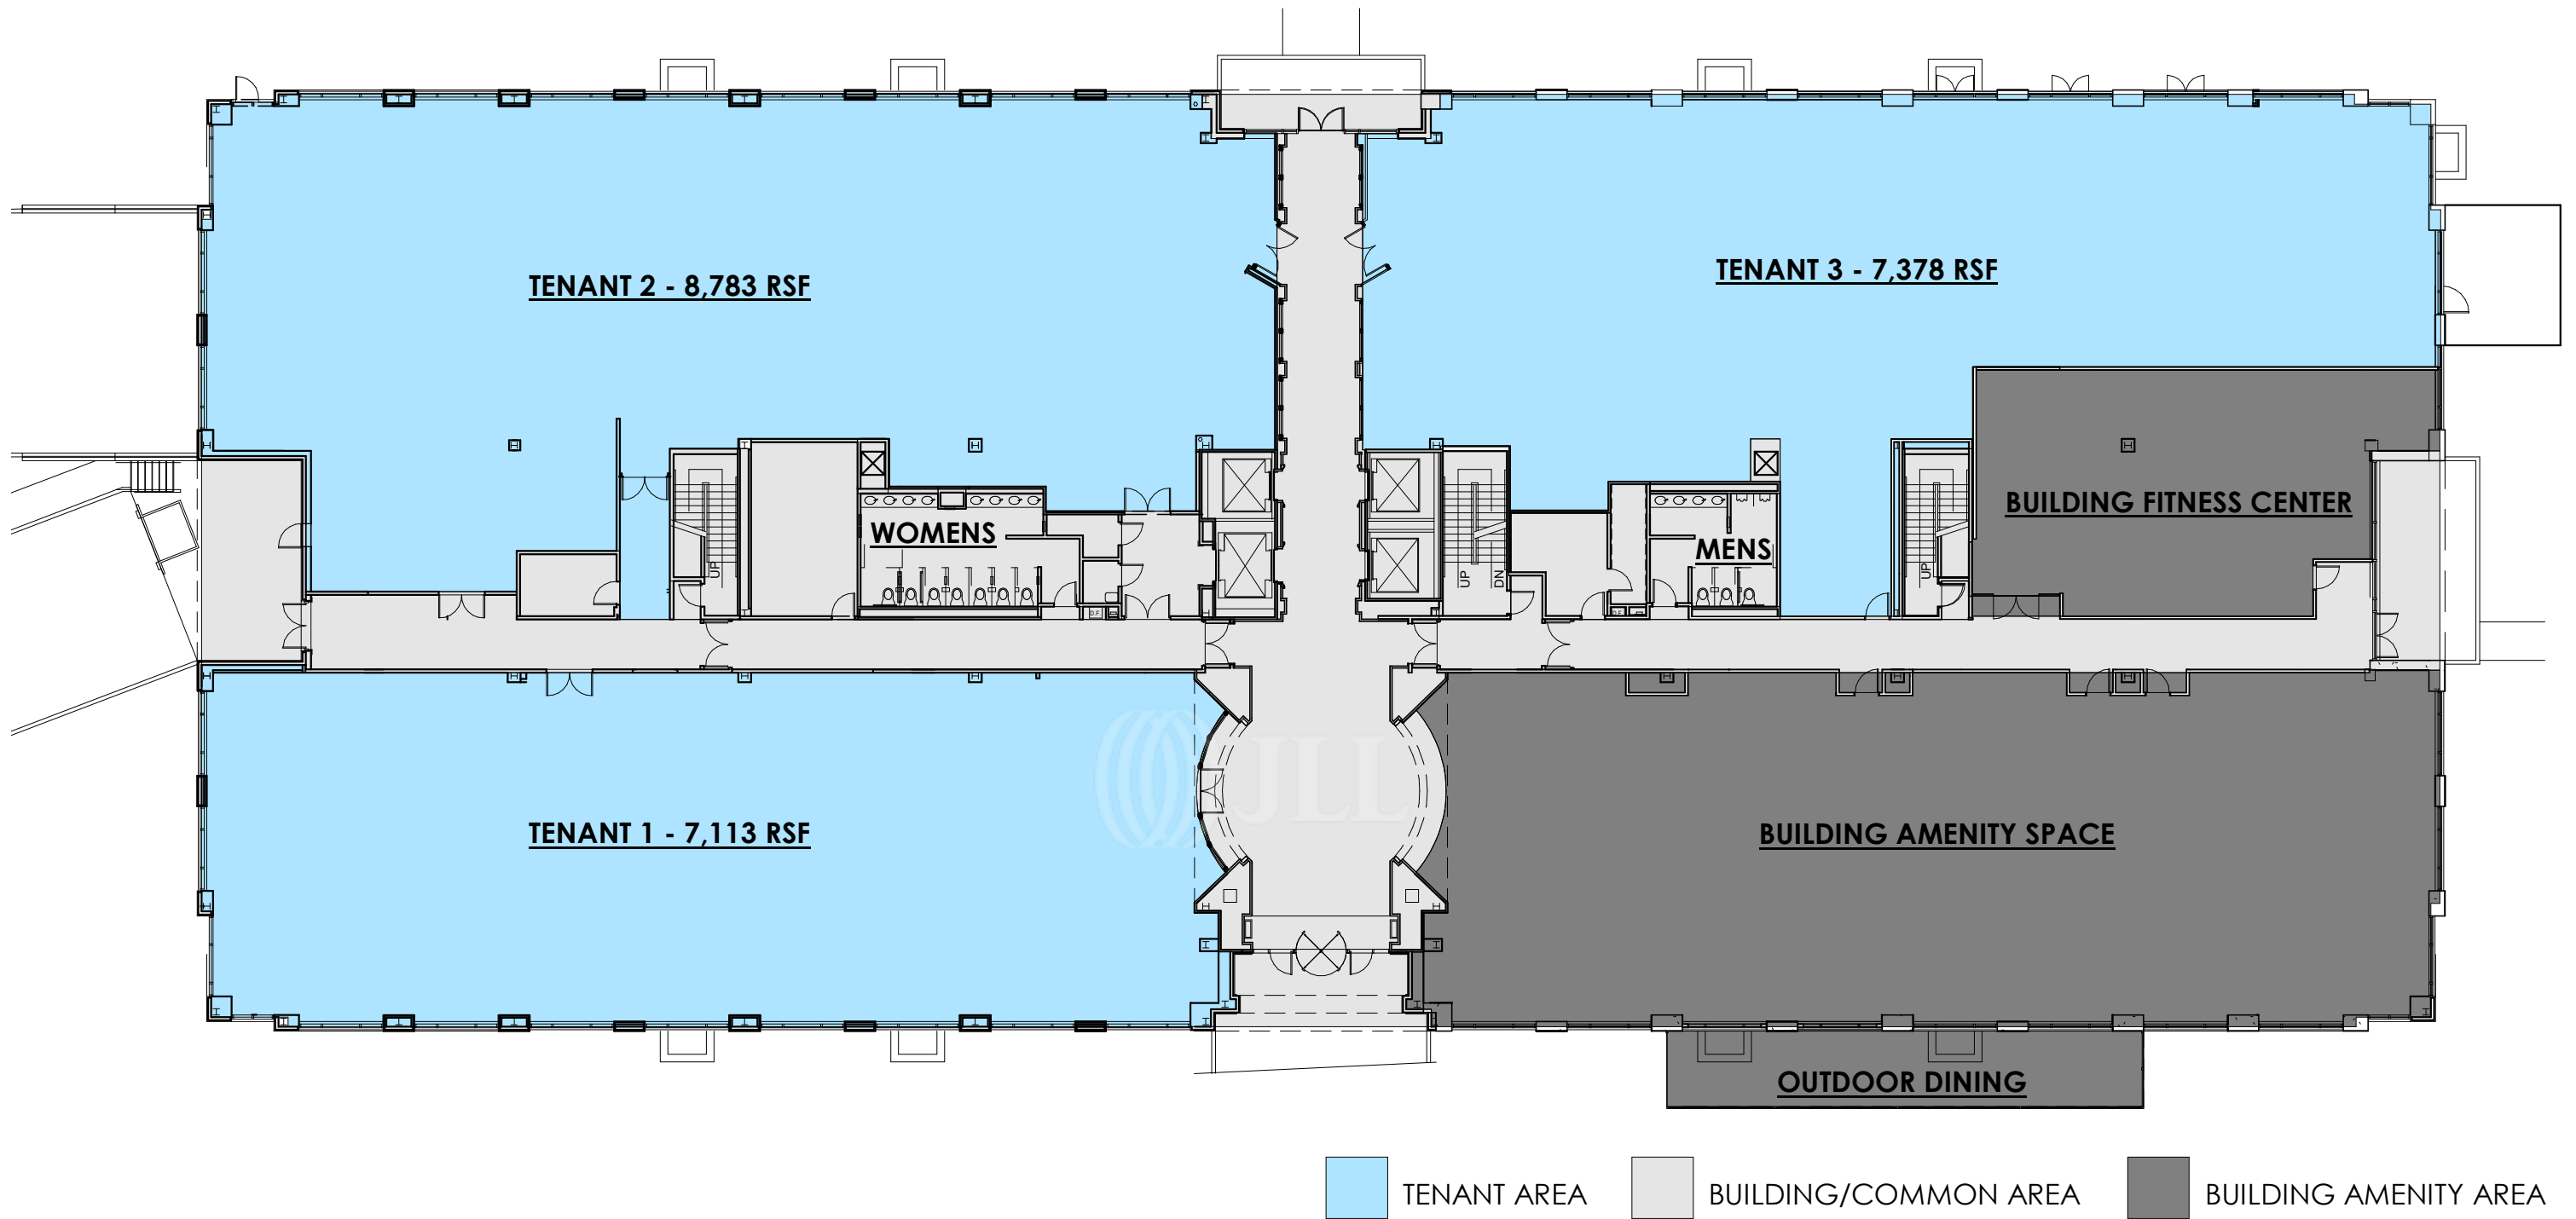 TENANT 2 - 8,783 RSF
TENANT 3 - 7,378 RSF
BUILDING FITNESS CENTER
WOMENS
MENS
UP
UP
DN
UP
D.F.
D.F.
JLL
TENANT 1 - 7,113 RSF
BUILDING AMENITY SPACE
OUTDOOR DINING
TENANT AREA
BUILDING/COMMON AREA
BUILDING AMENITY AREA